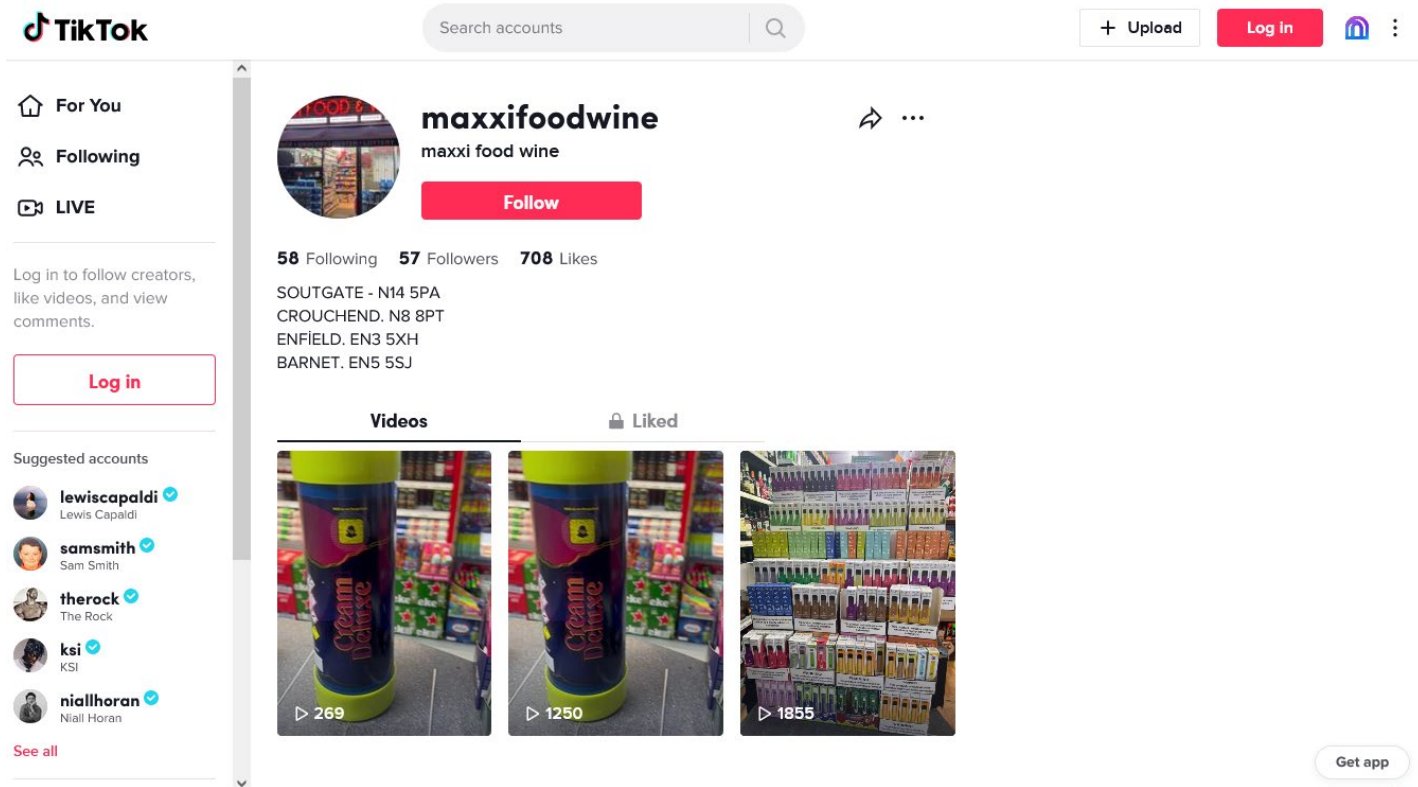 TikTok
Search accounts
+ Upload
Log in
For You
Following
LIVE
Log in to follow creators,
like videos, and view
comments.
Log in
Suggested accounts
lewiscapaldi
Lewis Capaldi
samsmith
Sam Smith
therock
The Rock
ksi
KSI
niallhoran
Niall Horan
See all
FOOD &
maxxifoodwine
maxxi food wine
Follow
58 Following 57 Followers 708 Likes
SOUTGATE - N14 5PA
CROUCHEND. N8 8PT
ENFİELD. EN3 5XH
BARNET. EN5 5SJ
Videos
Liked
Cream
Deluxe
269
Cream
Deluxe
1250
1855
Get app